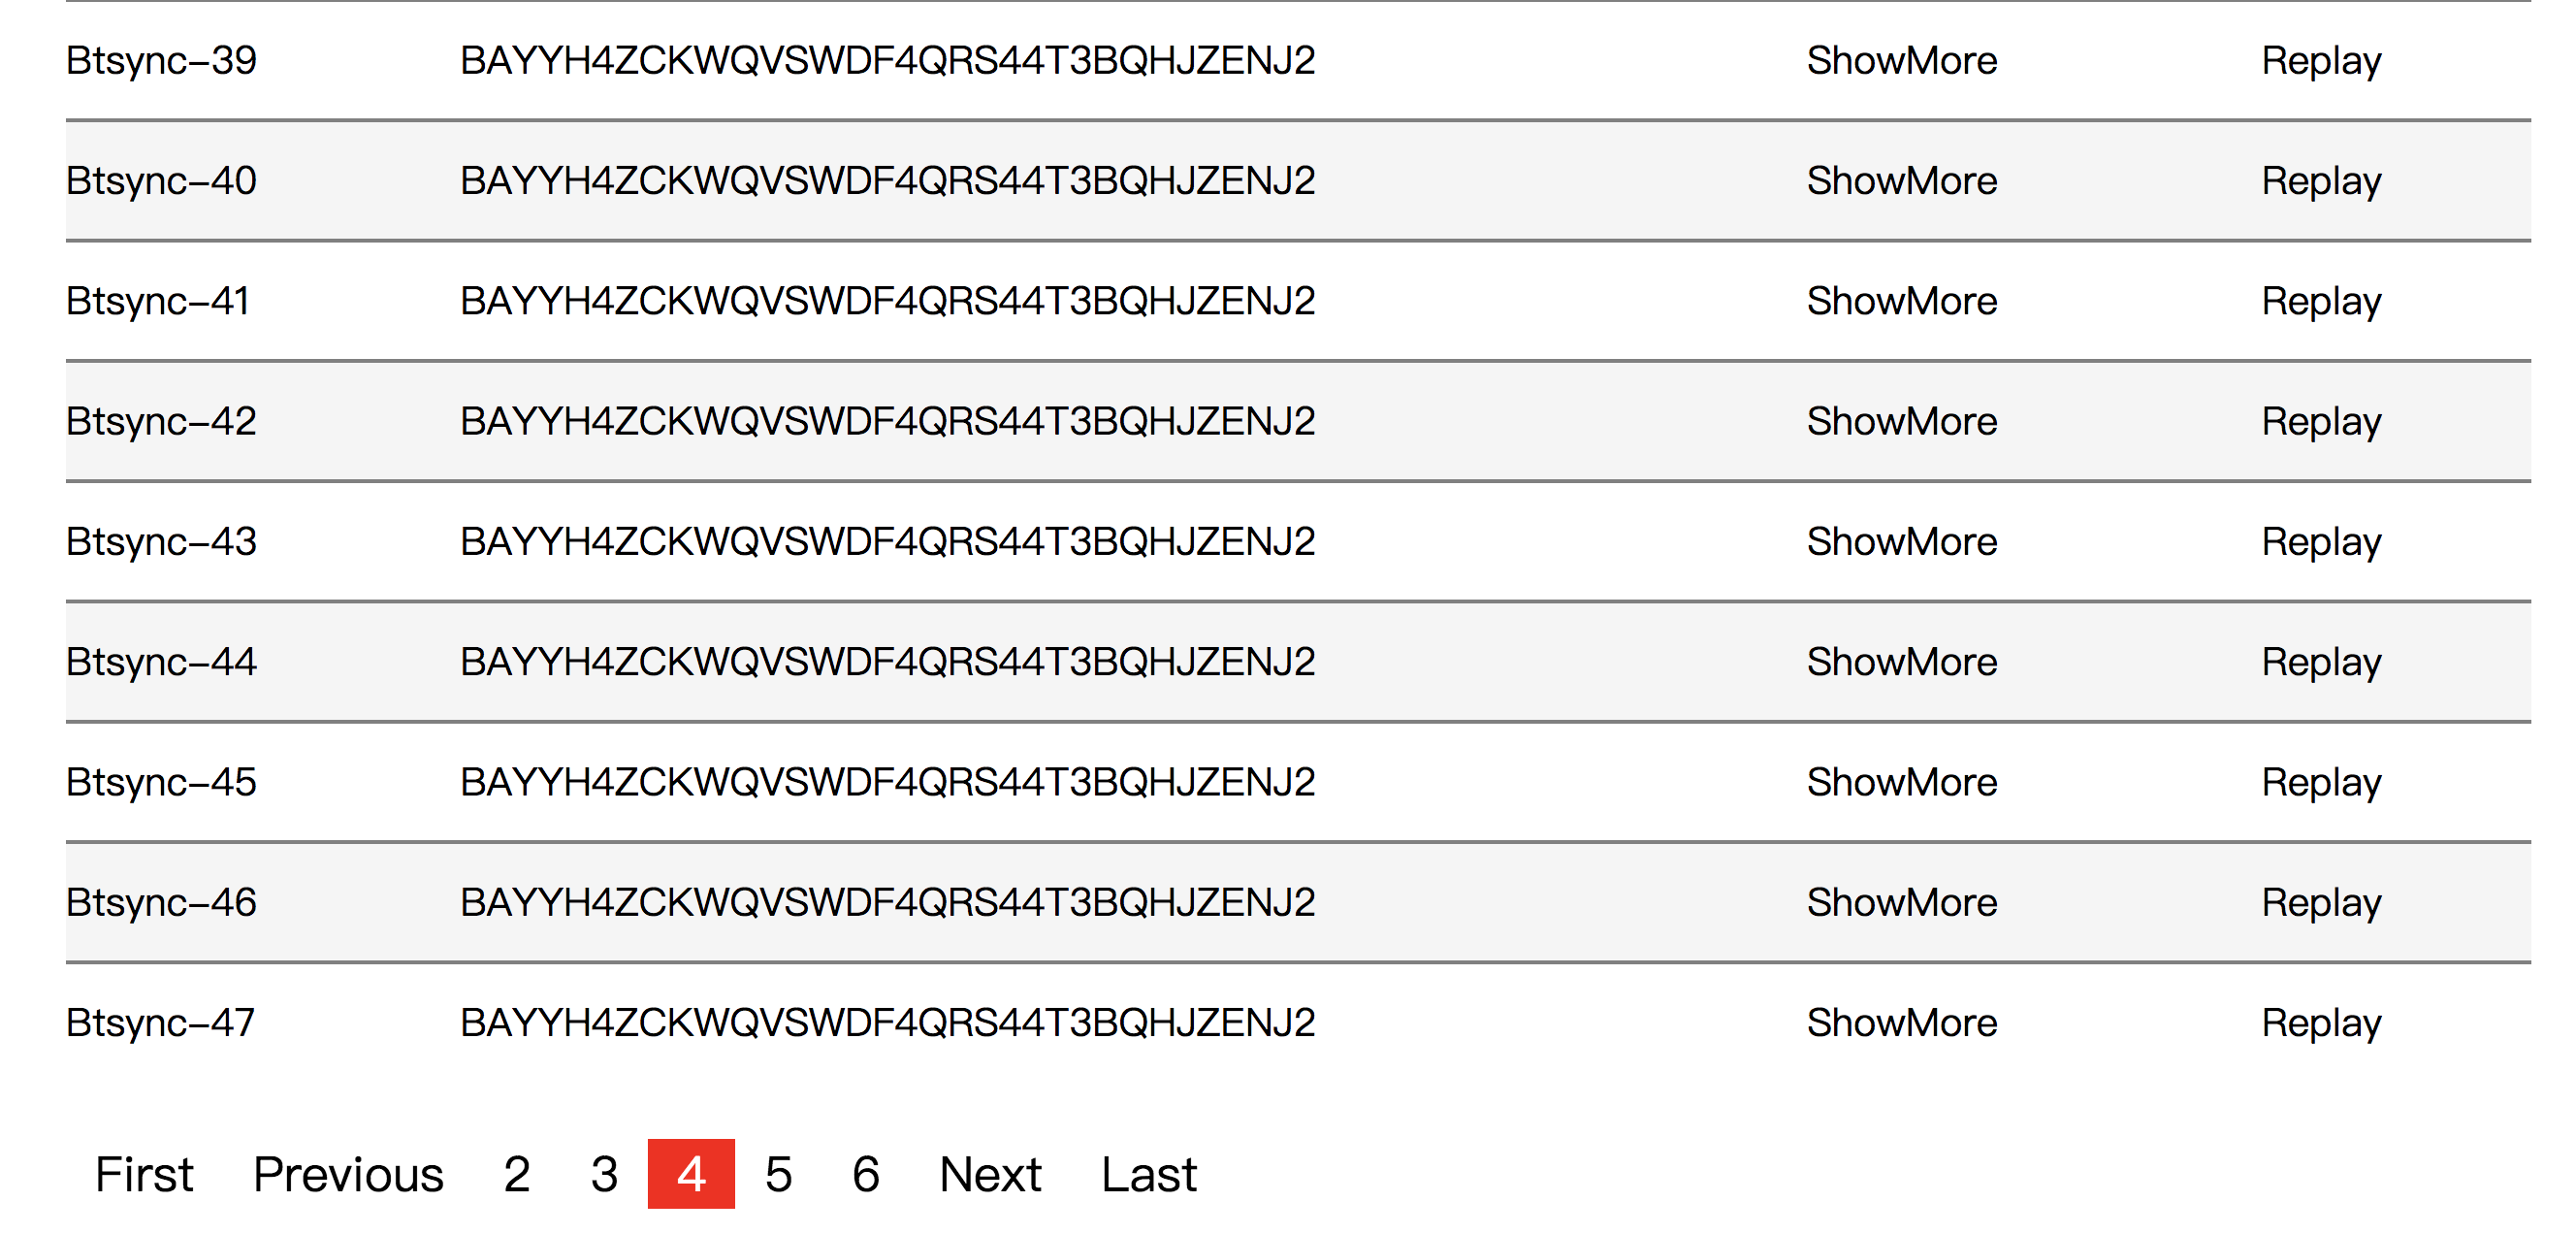 Btsync-39 BAYYH4ZCKWQVSWDF4QRS44T3BQHJZENJ2 ShowMore Replay
Btsync-40 BAYYH4ZCKWQVSWDF4QRS44T3BQHJZENJ2 ShowMore Replay
Btsync-41 BAYYH4ZCKWQVSWDF4QRS44T3BQHJZENJ2 ShowMore Replay
Btsync-42 BAYYH4ZCKWQVSWDF4QRS44T3BQHJZENJ2 ShowMore Replay
Btsync-43 BAYYH4ZCKWQVSWDF4QRS44T3BQHJZENJ2 ShowMore Replay
Btsync-44 BAYYH4ZCKWQVSWDF4QRS44T3BQHJZENJ2 ShowMore Replay
Btsync-45 BAYYH4ZCKWQVSWDF4QRS44T3BQHJZENJ2 ShowMore Replay
Btsync-46 BAYYH4ZCKWQVSWDF4QRS44T3BQHJZENJ2 ShowMore Replay
Btsync-47 BAYYH4ZCKWQVSWDF4QRS44T3BQHJZENJ2 ShowMore Replay
First Previous 2 3 4 5 6 Next Last